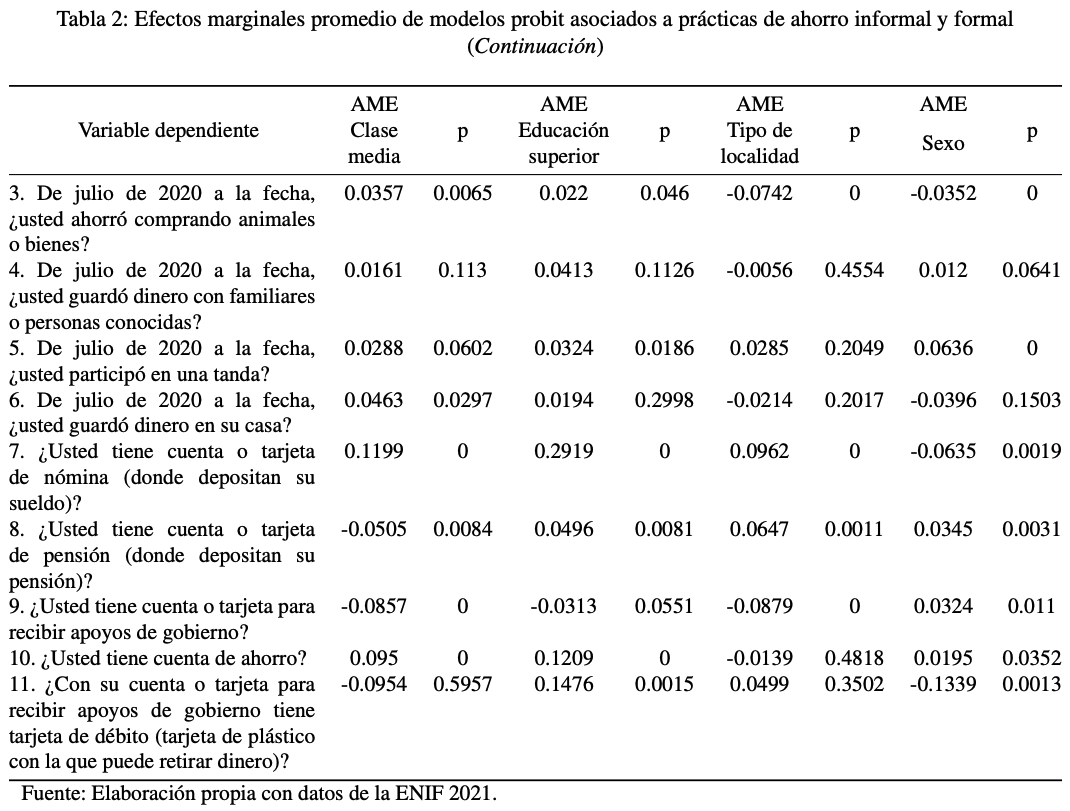 Tabla 2: Efectos marginales promedio de modelos probit asociados a prácticas de ahorro informal y formal
(Continuación)
AME AME AME AME
Variable dependiente Clase media p Educación superior p Tipo de localidad p Sexo p
3. De julio de 2020 a la fecha, 0.0357 0.0065 0.022 0.046 -0.0742 0 -0.0352 0
¿usted ahorró comprando animales
o bienes?
4. De julio de 2020 a la fecha, 0.0161 0.113 0.0413 0.1126 -0.0056 0.4554 0.012 0.0641
¿usted guardó dinero con familiares
o personas conocidas?
5. De julio de 2020 a la fecha, 0.0288 0.0602 0.0324 0.0186 0.0285 0.2049 0.0636 0
¿usted participó en una tanda?
6. De julio de 2020 a la fecha, 0.0463 0.0297 0.0194 0.2998 -0.0214 0.2017 -0.0396 0.1503
¿usted guardó dinero en su casa?
7. ¿Usted tiene cuenta o tarjeta 0.1199 0 0.2919 0 0.0962 0 -0.0635 0.0019
de nómina (donde depositan su
sueldo)?
8. ¿Usted tiene cuenta o tarjeta -0.0505 0.0084 0.0496 0.0081 0.0647 0.0011 0.0345 0.0031
de pensión (donde depositan su
pensión)?
9. ¿Usted tiene cuenta o tarjeta para -0.0857 0 -0.0313 0.0551 -0.0879 0 0.0324 0.011
recibir apoyos de gobierno?
10. ¿Usted tiene cuenta de ahorro? 0.095 0 0.1209 0 -0.0139 0.4818 0.0195 0.0352
11. ¿Con su cuenta o tarjeta para -0.0954 0.5957 0.1476 0.0015 0.0499 0.3502 -0.1339 0.0013
recibir apoyos de gobierno tiene
tarjeta de débito (tarjeta de plástico
con la que puede retirar dinero)?
Fuente: Elaboración propia con datos de la ENIF 2021.